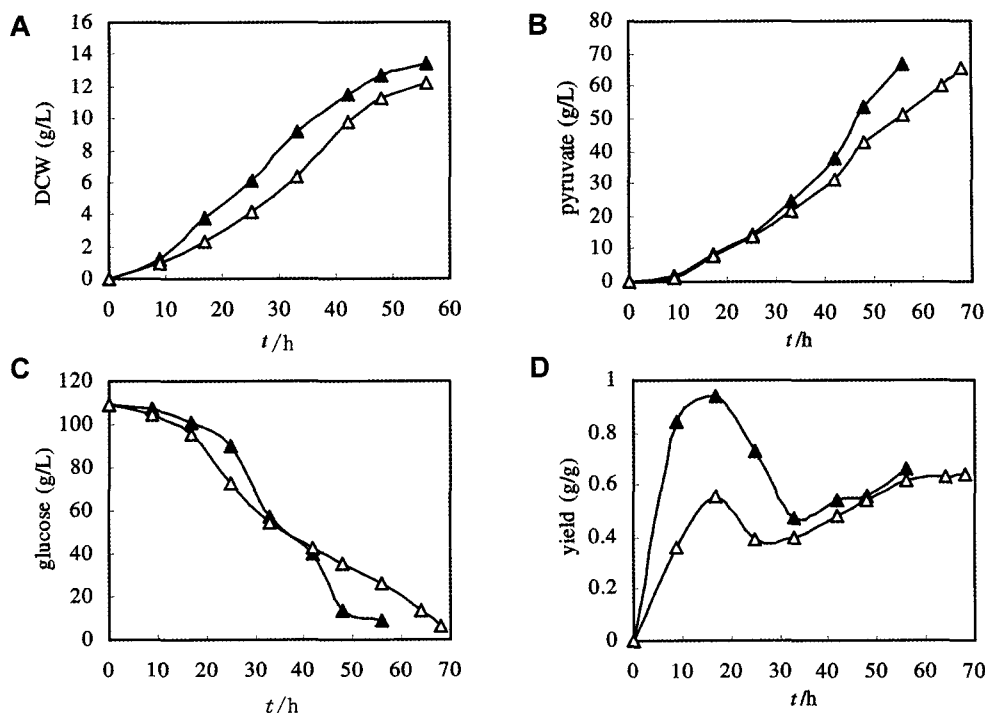 A
16
14
12
10
8
6
4
2
0
DCW (g/L)
0 10 20 30 40 50 60
t/h
B
80
70
60
50
40
30
20
10
0
pyruvate (g/L)
0 10 20 30 40 50 60 70
t/h
C
120
100
80
60
40
20
0
glucose (g/L)
0 10 20 30 40 50 60 70
t/h
D
1
0.8
0.6
0.4
0.2
0
yield (g/g)
0 10 20 30 40 50 60 70
t/h